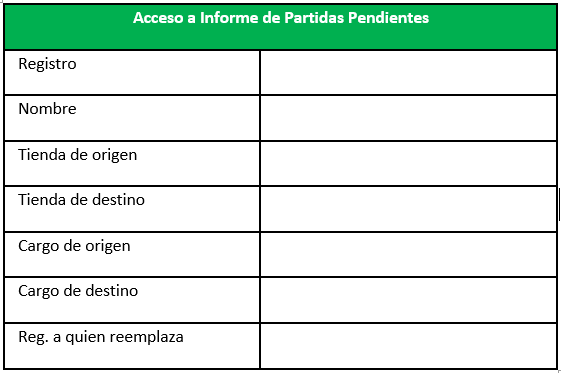 Acceso a Informe de Partidas Pendientes
Registro
Nombre
Tienda de origen
Tienda de destino
Cargo de origen
Cargo de destino
Reg. a quien reemplaza